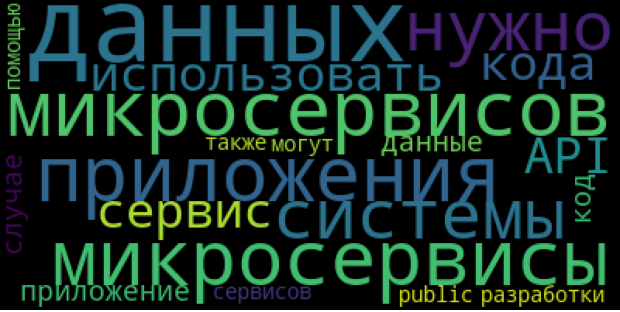 помощью
данных
нужно
использовать
кода
микросервисов
также
могут
данные
API
случае
приложения
код
сервис
системы
микросервисы
приложение
сервисов
public
разработки